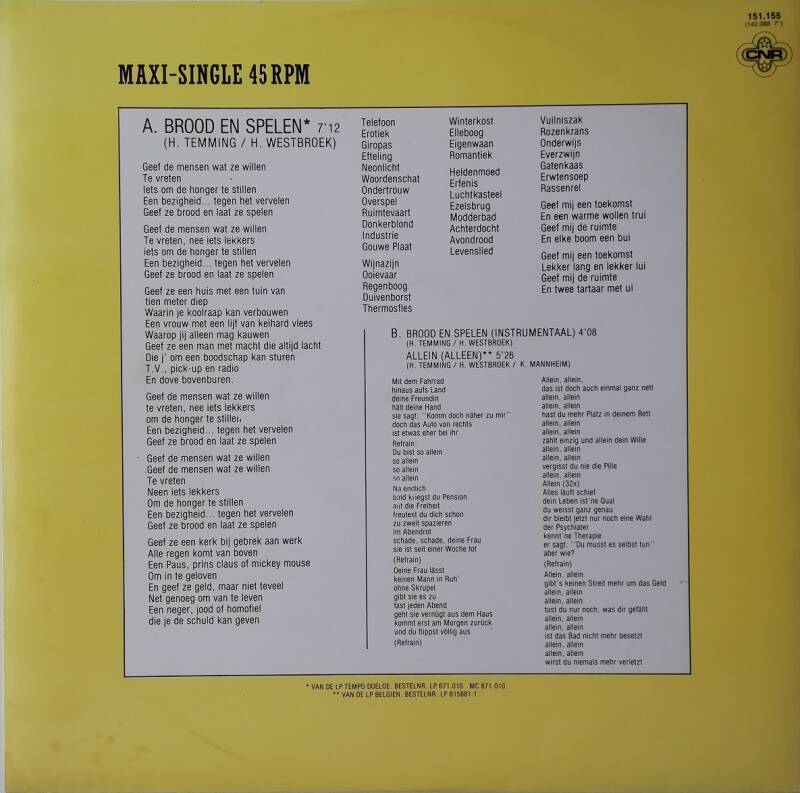 151.155
(142.088 7")
CNR
MAXI-SINGLE 45 RPM
A. BROOD EN SPELEN* 7'12
(H. TEMMING / H. WESTBROEK)
Geef de mensen wat ze willen
Te vreten
Iets om de honger te stillen
Een bezigheid... tegen het vervelen
Geef ze brood en laat ze spelen
Geef de mensen wat ze willen
Te vreten, nee iets lekkers
iets om de honger te stillen
Een bezigheid... tegen het vervelen
Geef ze brood en laat ze spelen
Geef ze een huis met een tuin van
tien meter diep
Waarin je koolraap kan verbouwen
Een vrouw met een lijf van keihard vlees
Waarop jij alleen mag kauwen
Geef ze een man met macht die altijd lacht
Die j' om een boodschap kan sturen
T.V., pick-up en radio
En dove bovenburen.
Geef de mensen wat ze willen
te vreten, nee iets lekkers
om de honger te stillen
Een bezigheid... tegen het vervelen
Geef ze brood en laat ze spelen
Geef de mensen wat ze willen
Geef de mensen wat ze willen
Te vreten
Neen iets lekkers
Om de honger te stillen
Een bezigheid... tegen het vervelen
Geef ze brood en laat ze spelen
Geef ze een kerk bij gebrek aan werk
Alle regen komt van boven
Een Paus, prins claus of mickey mouse
Om in te geloven
En geef ze geld, maar niet teveel
Net genoeg om van te leven
Een neger, jood of homofiel
die je de schuld kan geven
Telefoon
Erotiek
Giropas
Efteling
Neonlicht
Woordenschat
Ondertrouw
Overspel
Ruimtevaart
Donkerblond
Industrie
Gouwe Plaat
Wijnazijn
Ooievaar
Regenboog
Duivenborst
Thermosfles
Winterkost
Elleboog
Eigenwaan
Romantiek
Heldenmoed
Erfenis
Luchtkasteel
Ezelsbrug
Modderbad
Achterdocht
Avondrood
Levenslied
Vuilniszak
Rozenkrans
Onderwijs
Everzwijn
Gatenkaas
Erwtensoep
Rassenrel
Geef mij een toekomst
En een warme wollen trui
Geef mij de ruimte
En elke boom een bui
Geef mij een toekomst
Lekker lang en lekker lui
Geef mij de ruimte
En twee tartaar met ui
B. BROOD EN SPELEN (INSTRUMENTAAL) 4'08
(H. TEMMING / H. WESTBROEK)
ALLEIN (ALLEEN)** 5'26
(H. TEMMING / H. WESTBROEK / K. MANNHEIM)
Mit dem Fahrrad
hinaus aufs Land
deine Freundin
hält deine Hand
sie sagt: "Komm doch näher zu mir"
doch das Auto von rechts
ist etwas eher bei ihr
Refrain:
Du bist so allein
so allein
so allein
so allein
Na endlich
bald kriegst du Pension
auf die Freiheit
freutest du dich schon
zu zweit spazieren
im Abendrot
schade, schade, deine Frau
sie ist seit einer Woche tot
(Refrain)
Deine Frau lässt
keinen Mann in Ruh'
ohne Skrupel
gibt sie es zu
fast jeden Abend
geht sie vernügt aus dem Haus
kommt erst am Morgen zurück
und du flippst völlig aus
(Refrain)
Allein, allein,
das ist doch auch einmal ganz nett
allein, allein
allein, allein
hast du mehr Platz in deinem Bett
allein, allein
allein, allein
zählt einzig und allein dein Wille
allein, allein
allein, allein
vergisst du nie die Pille
allein, allein
Allein (32x)
Alles läuft schief
dein Leben ist'ne Qual
du weisst ganz genau
dir bleibt jetzt nur noch eine Wahl
der Psychiater
kennt'ne Therapie
er sagt: "Du musst es selbst tun"
aber wie?
(Refrain)
Allein, allein
gibt's keinen Streit mehr um das Geld
allein, allein
allein, allein
tust du nur noch, was dir gefällt
allein, allein
allein, allein
ist das Bad nicht mehr besetzt
allein, allein
allein, allein
wirst du niemals mehr verletzt
* VAN DE LP TEMPO DOELOE. BESTELNR. LP 671.010 MC 871.010
** VAN DE LP BELGIEN. BESTELNR. LP 815881-1